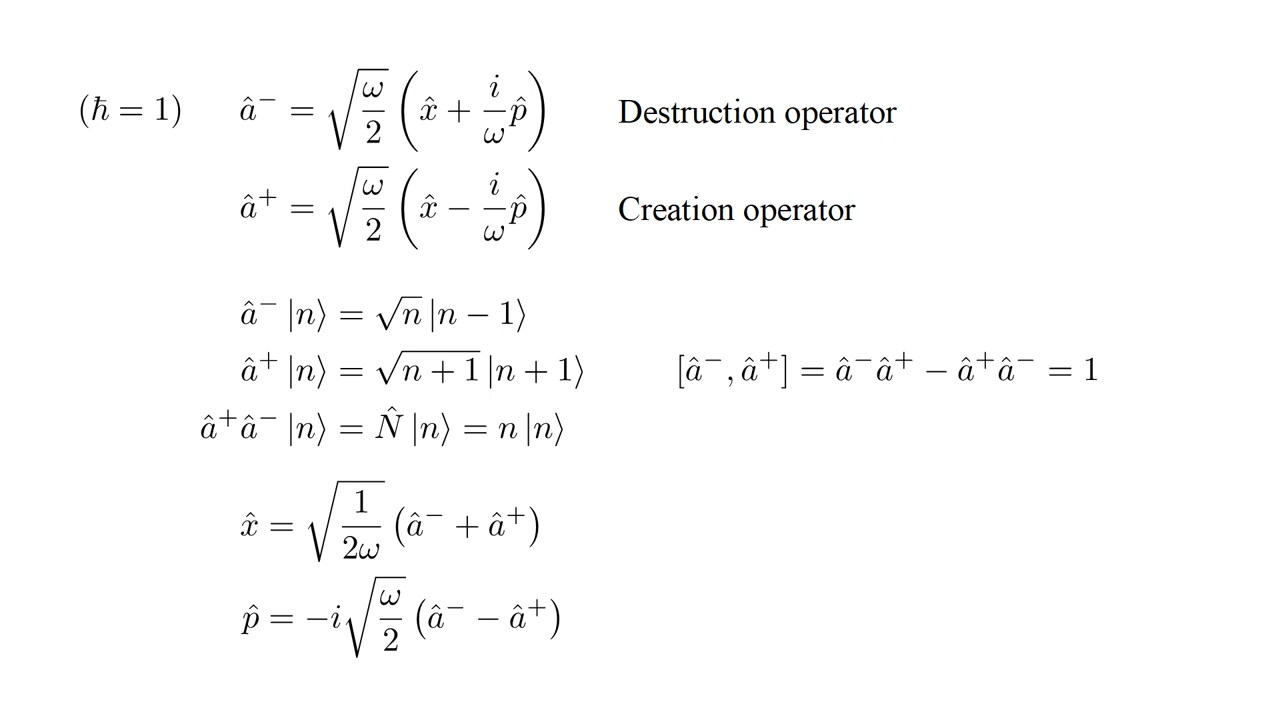 (ħ = 1) â⁻ = √(ω/2) (x̂ + (i/ω) p̂) Destruction operator
â⁺ = √(ω/2) (x̂ − (i/ω) p̂) Creation operator
â⁻ |n⟩ = √n |n − 1⟩
â⁺ |n⟩ = √(n + 1) |n + 1⟩ [â⁻, â⁺] = â⁻â⁺ − â⁺â⁻ = 1
â⁺â⁻ |n⟩ = N̂ |n⟩ = n |n⟩
x̂ = √(1/2ω) (â⁻ + â⁺)
p̂ = −i√(ω/2) (â⁻ − â⁺)